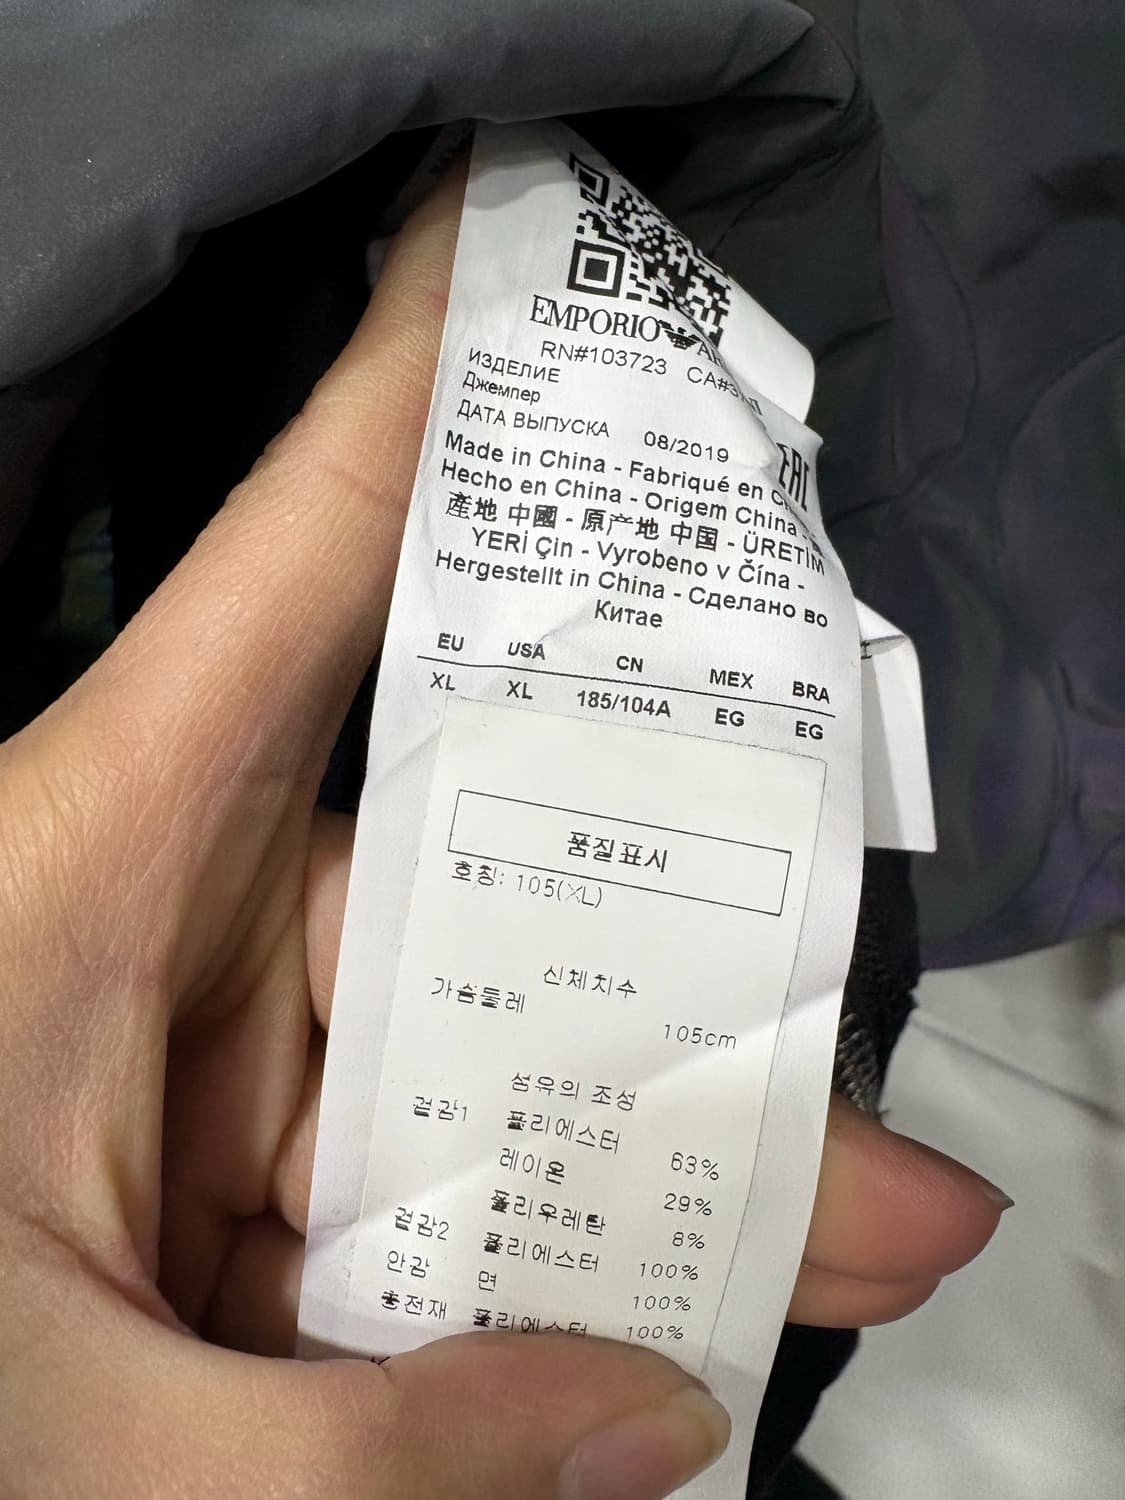 EMPORIO
RN#103723 CA#
ИЗДЕЛИЕ
Джемпер
ДАТА ВЫПУСКА 08/2019
EAC
Made in China - Fabriqué en
Hecho en China - Origem China -
產地 中國 - 原产地 中国 - ÜRETİM
YERİ Çin - Vyrobeno v Čína -
Hergestellt in China - Сделано во
Китае
EU USA CN MEX BRA
XL XL 185/104A EG EG
품질표시
호칭: 105(XL)
신체치수
가슴둘레 105cm
섬유의 조성
겉감1 폴리에스터 63%
레이온 29%
폴리우레탄 8%
겉감2 폴리에스터 100%
안감 면 100%
충전재 폴리에스터 100%